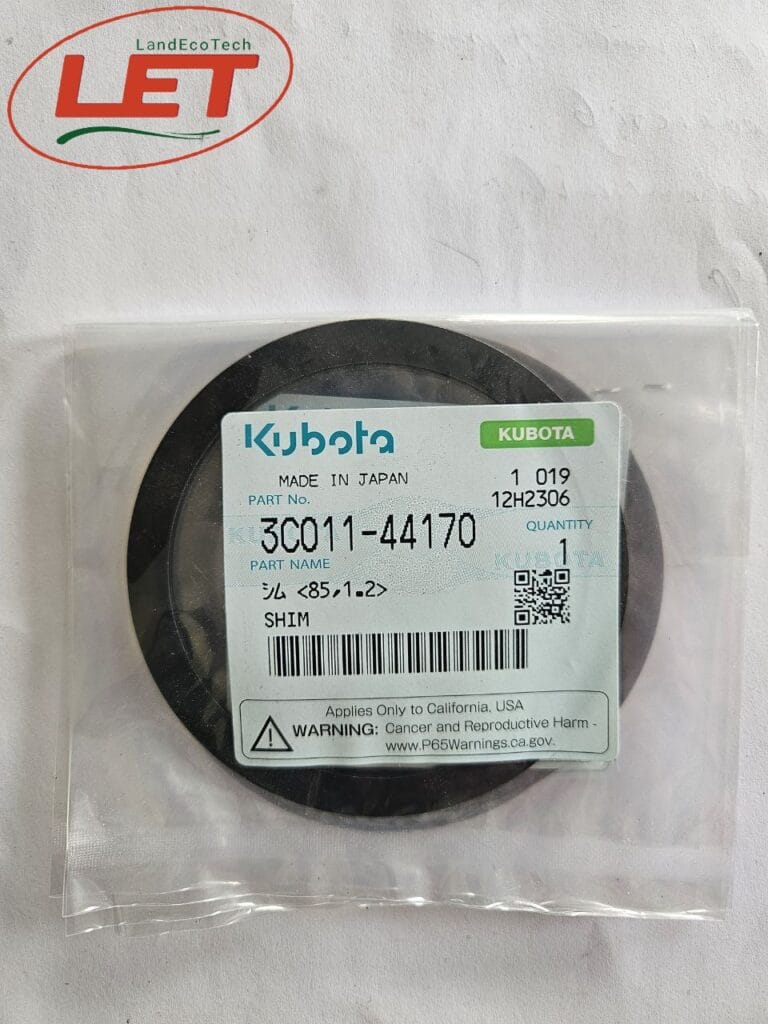 LandEcoTech
LET
Kubota
KUBOTA
MADE IN JAPAN
1 019
PART No.
12H2306
3C011-44170
QUANTITY
1
PART NAME
シム <85,1.2>
SHIM
KUBOTA
Applies Only to California, USA
WARNING: Cancer and Reproductive Harm -
www.P65Warnings.ca.gov.